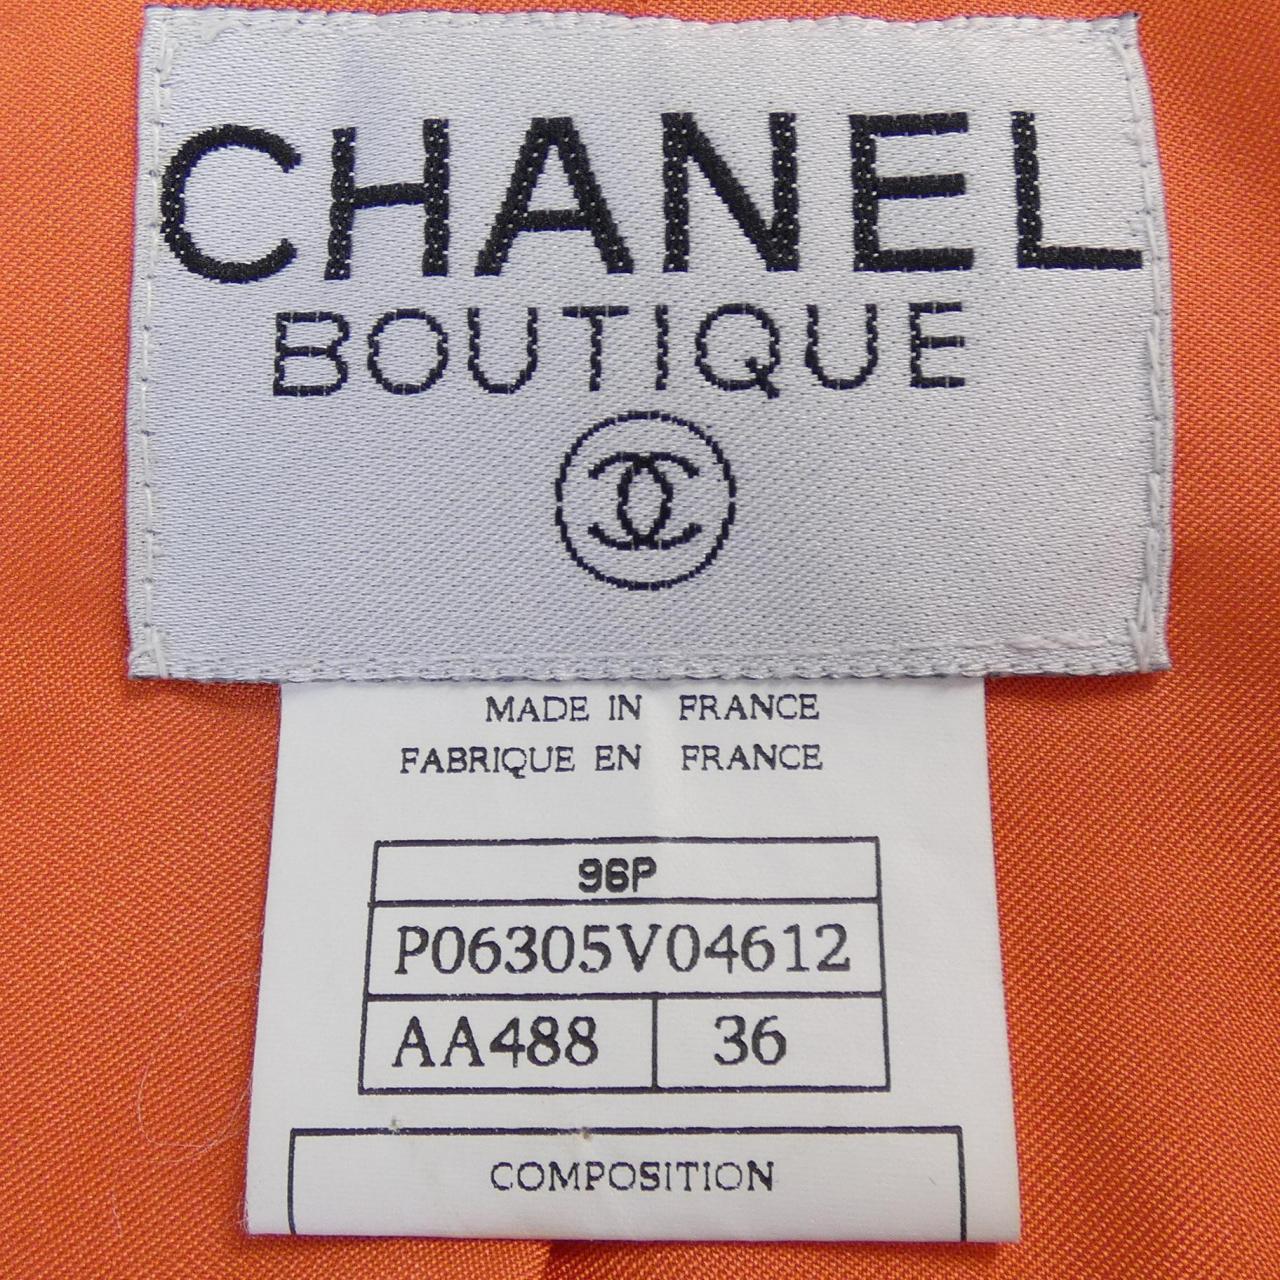 CHANEL
BOUTIQUE
MADE IN FRANCE
FABRIQUE EN FRANCE
96P
P06305V04612
AA488 36
COMPOSITION